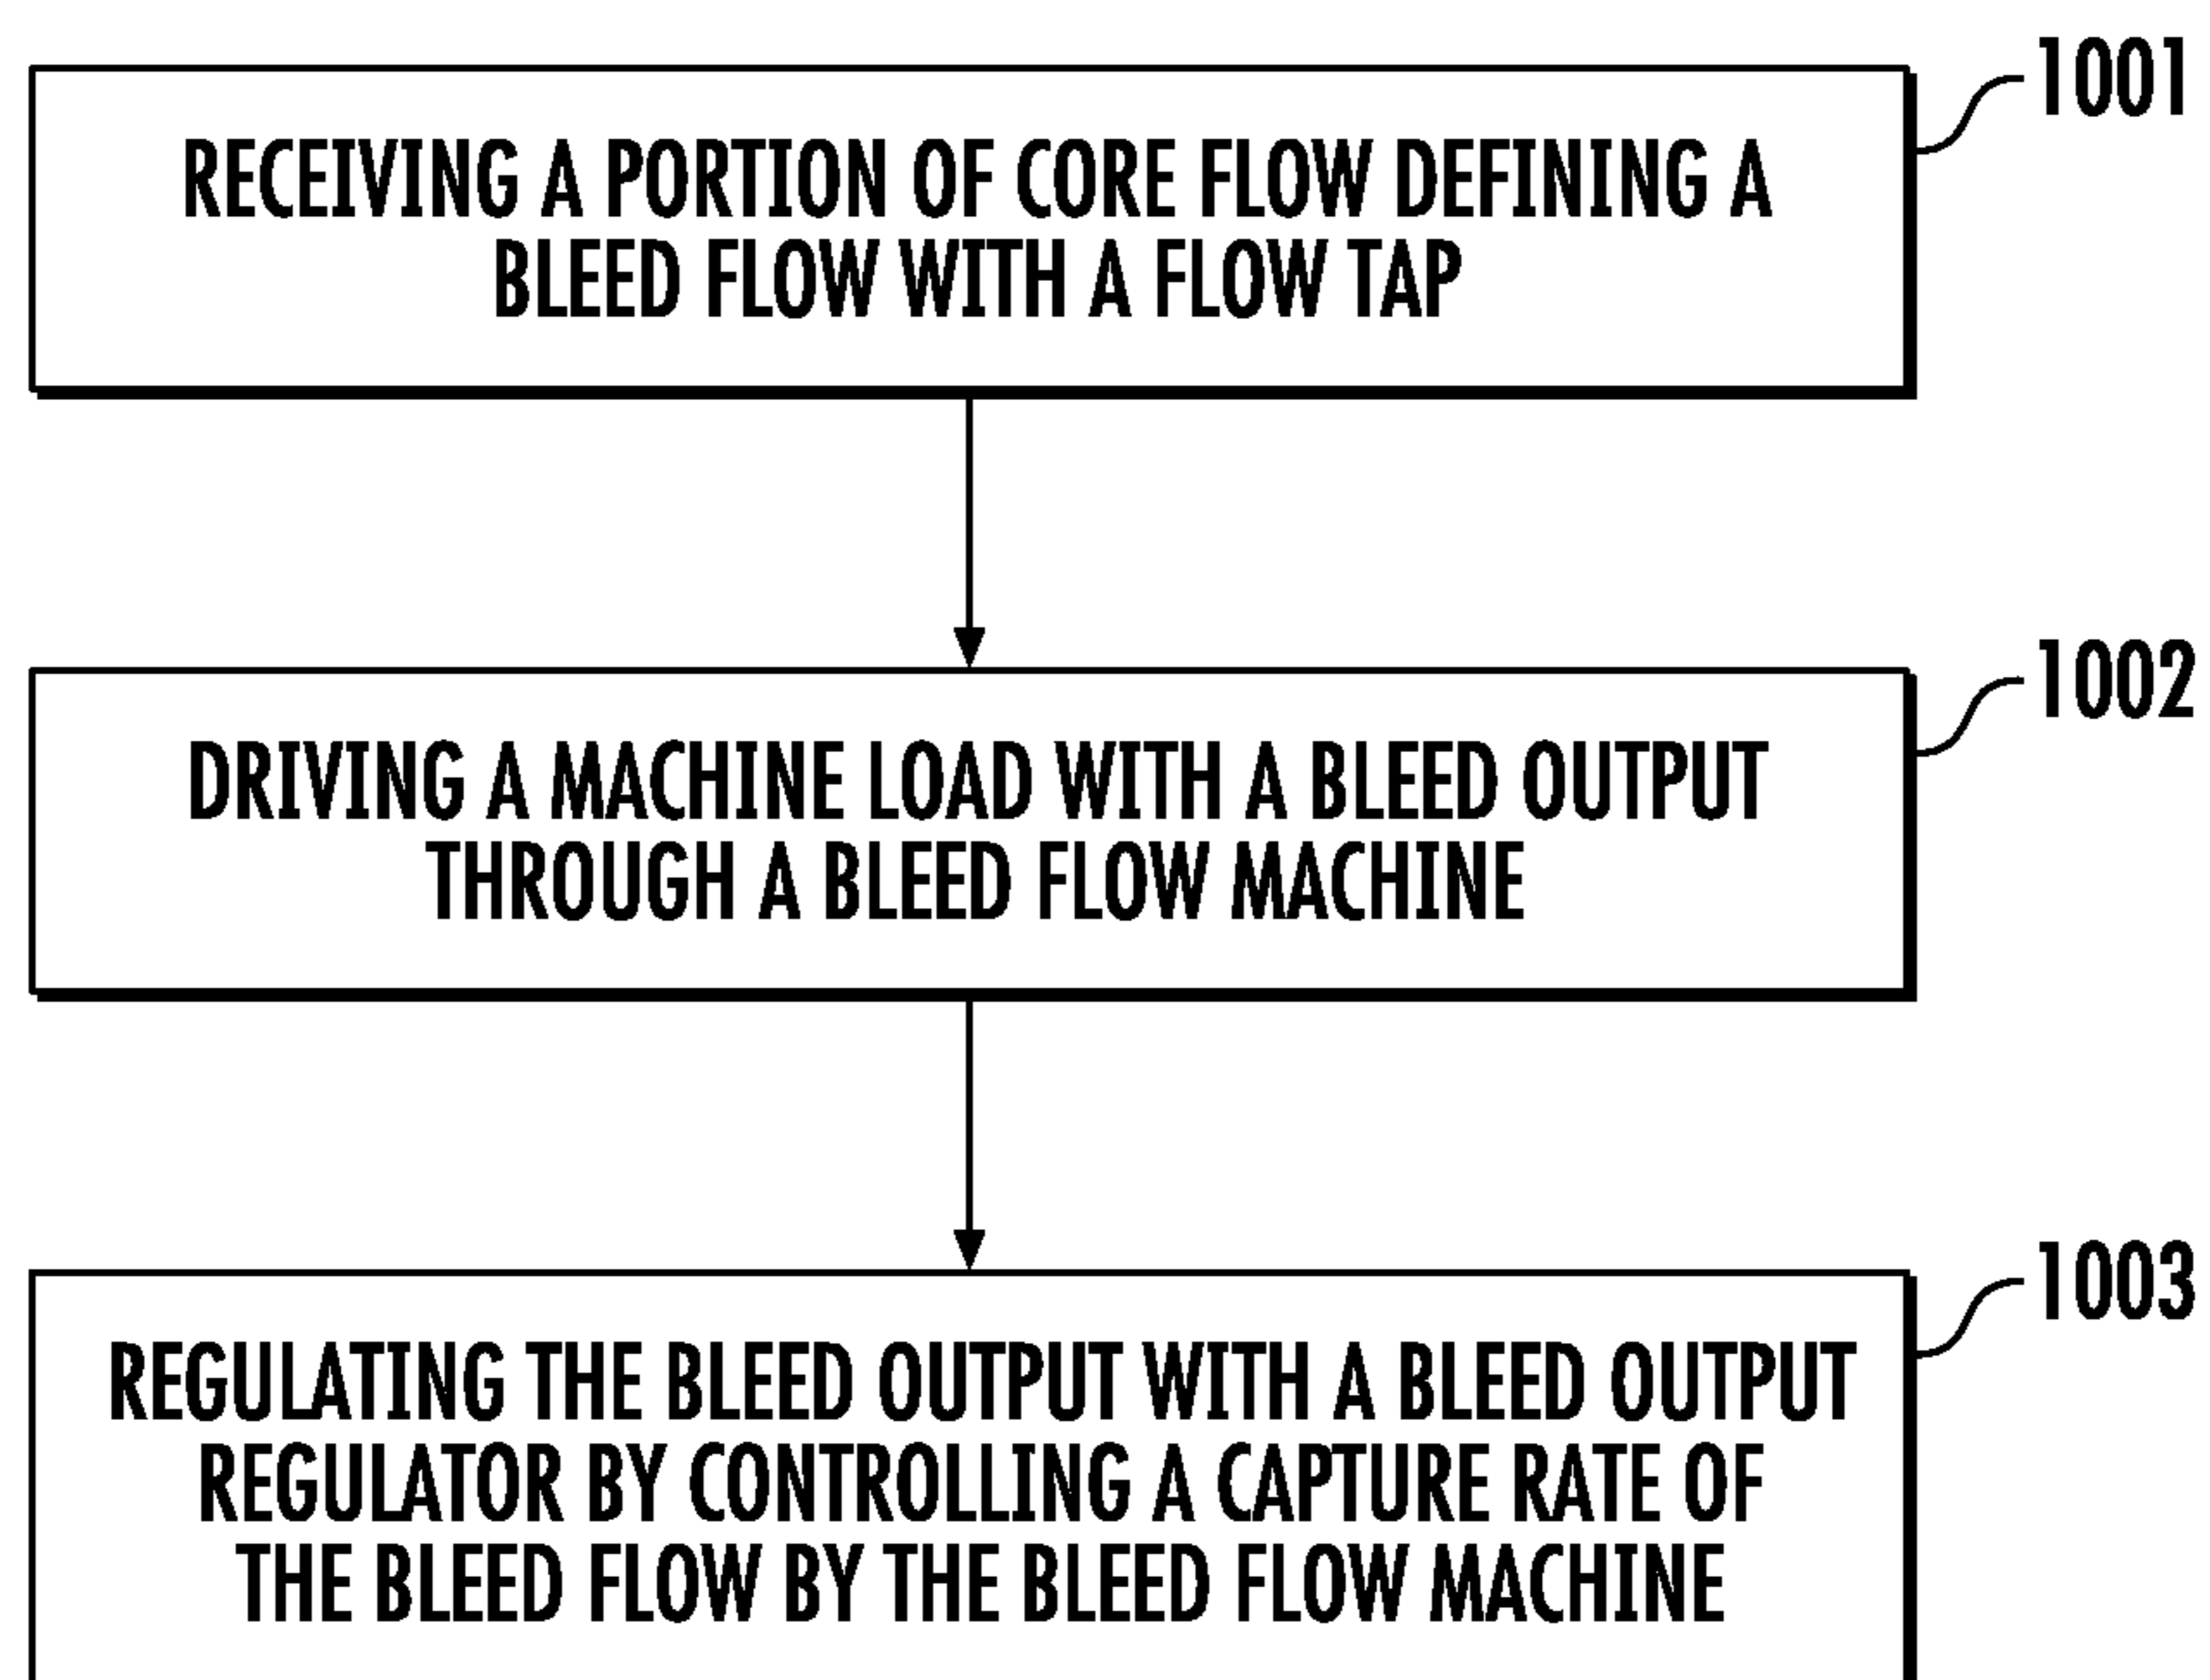 1001
RECEIVING A PORTION OF CORE FLOW DEFINING A
BLEED FLOW WITH A FLOW TAP
1002
DRIVING A MACHINE LOAD WITH A BLEED OUTPUT
THROUGH A BLEED FLOW MACHINE
1003
REGULATING THE BLEED OUTPUT WITH A BLEED OUTPUT
REGULATOR BY CONTROLLING A CAPTURE RATE OF
THE BLEED FLOW BY THE BLEED FLOW MACHINE